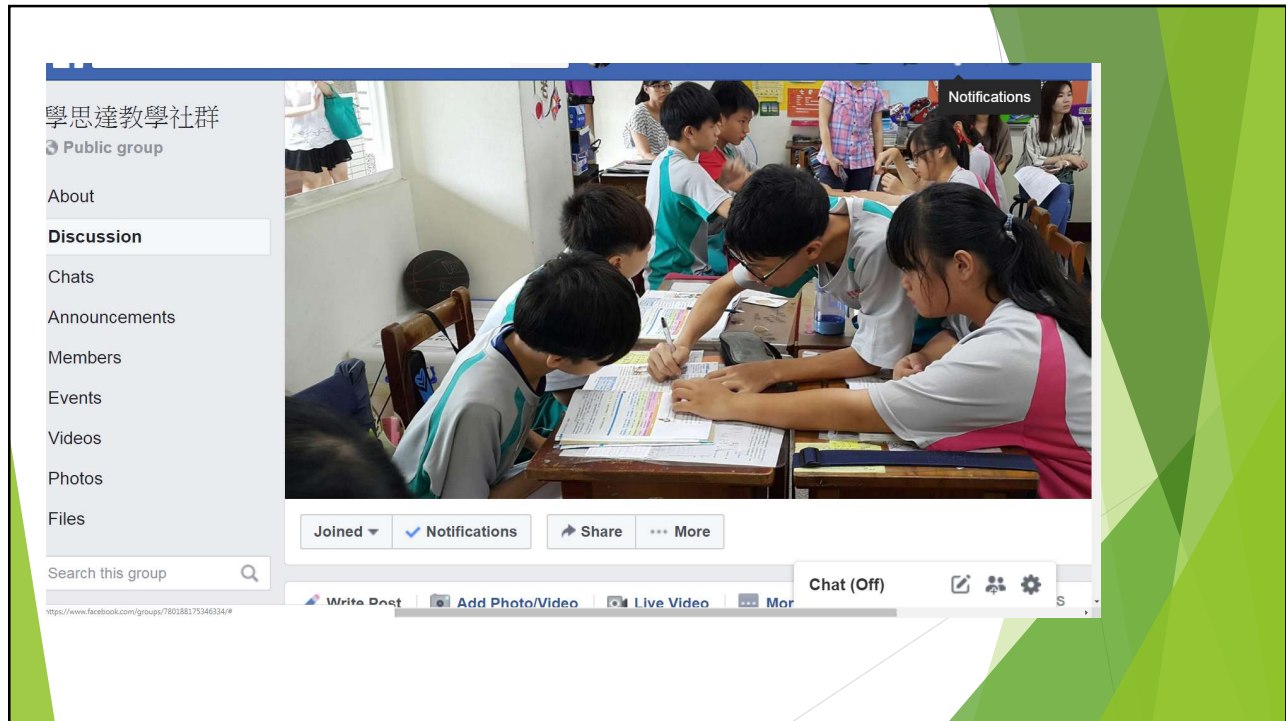 Notifications
學思達教學社群
Public group
About
Discussion
Chats
Announcements
Members
Events
Videos
Photos
Files
Search this group
Joined Notifications Share More
Chat (Off)
Write Post Add Photo/Video Live Video
https://www.facebook.com/groups/780188175346334/#